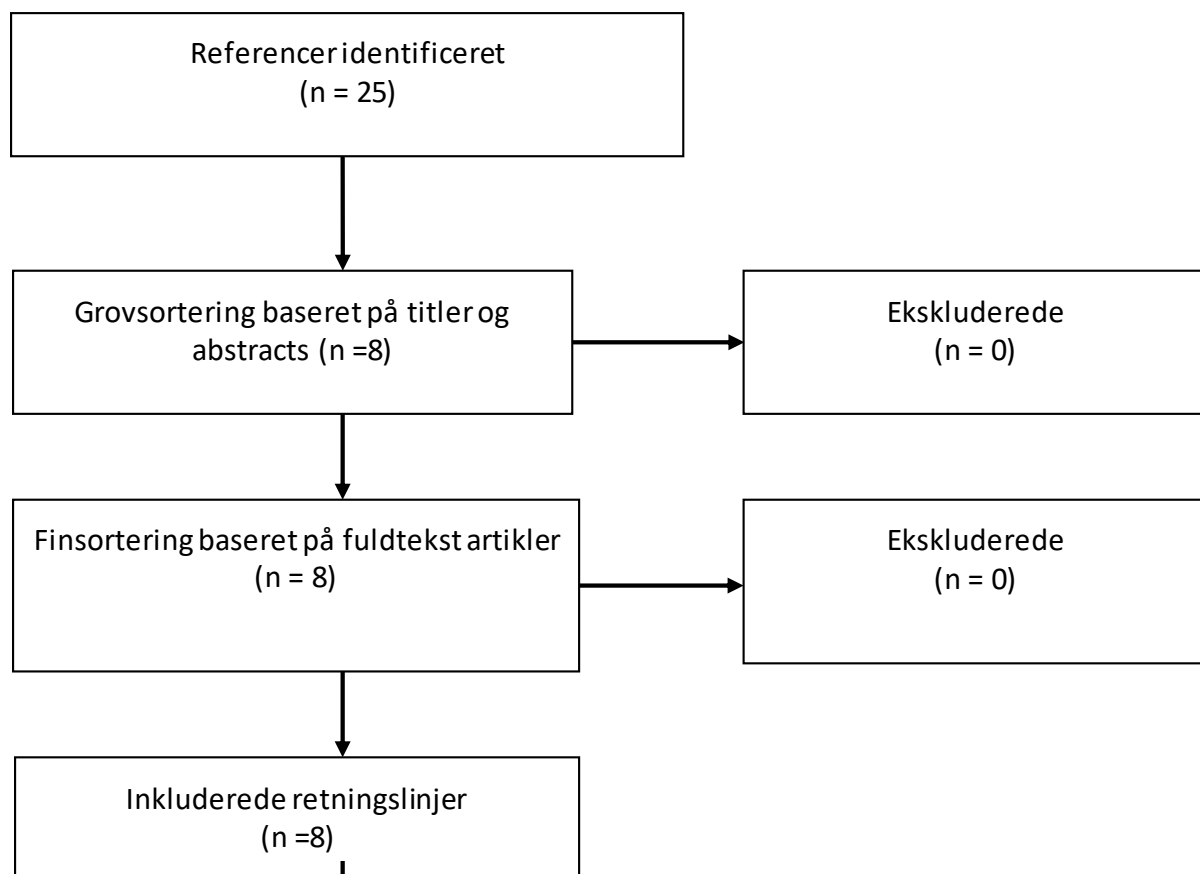 Referencer identificeret
(n = 25)
Grovsortering baseret på titler og
abstracts (n =8)
Ekskluderede
(n = 0)
Finsortering baseret på fuldtekst artikler
(n = 8)
Ekskluderede
(n = 0)
Inkluderede retningslinjer
(n =8)